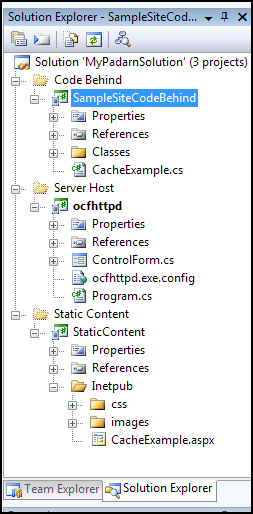 Solution Explorer - SampleSiteCod...
Solution 'MyPadarnSolution' (3 projects)
Code Behind
SampleSiteCodeBehind
Properties
References
Classes
CacheExample.cs
Server Host
ocfhttpd
Properties
References
ControlForm.cs
ocfhttpd.exe.config
Program.cs
Static Content
StaticContent
Properties
References
Inetpub
css
images
CacheExample.aspx
Team Explorer Solution Explorer